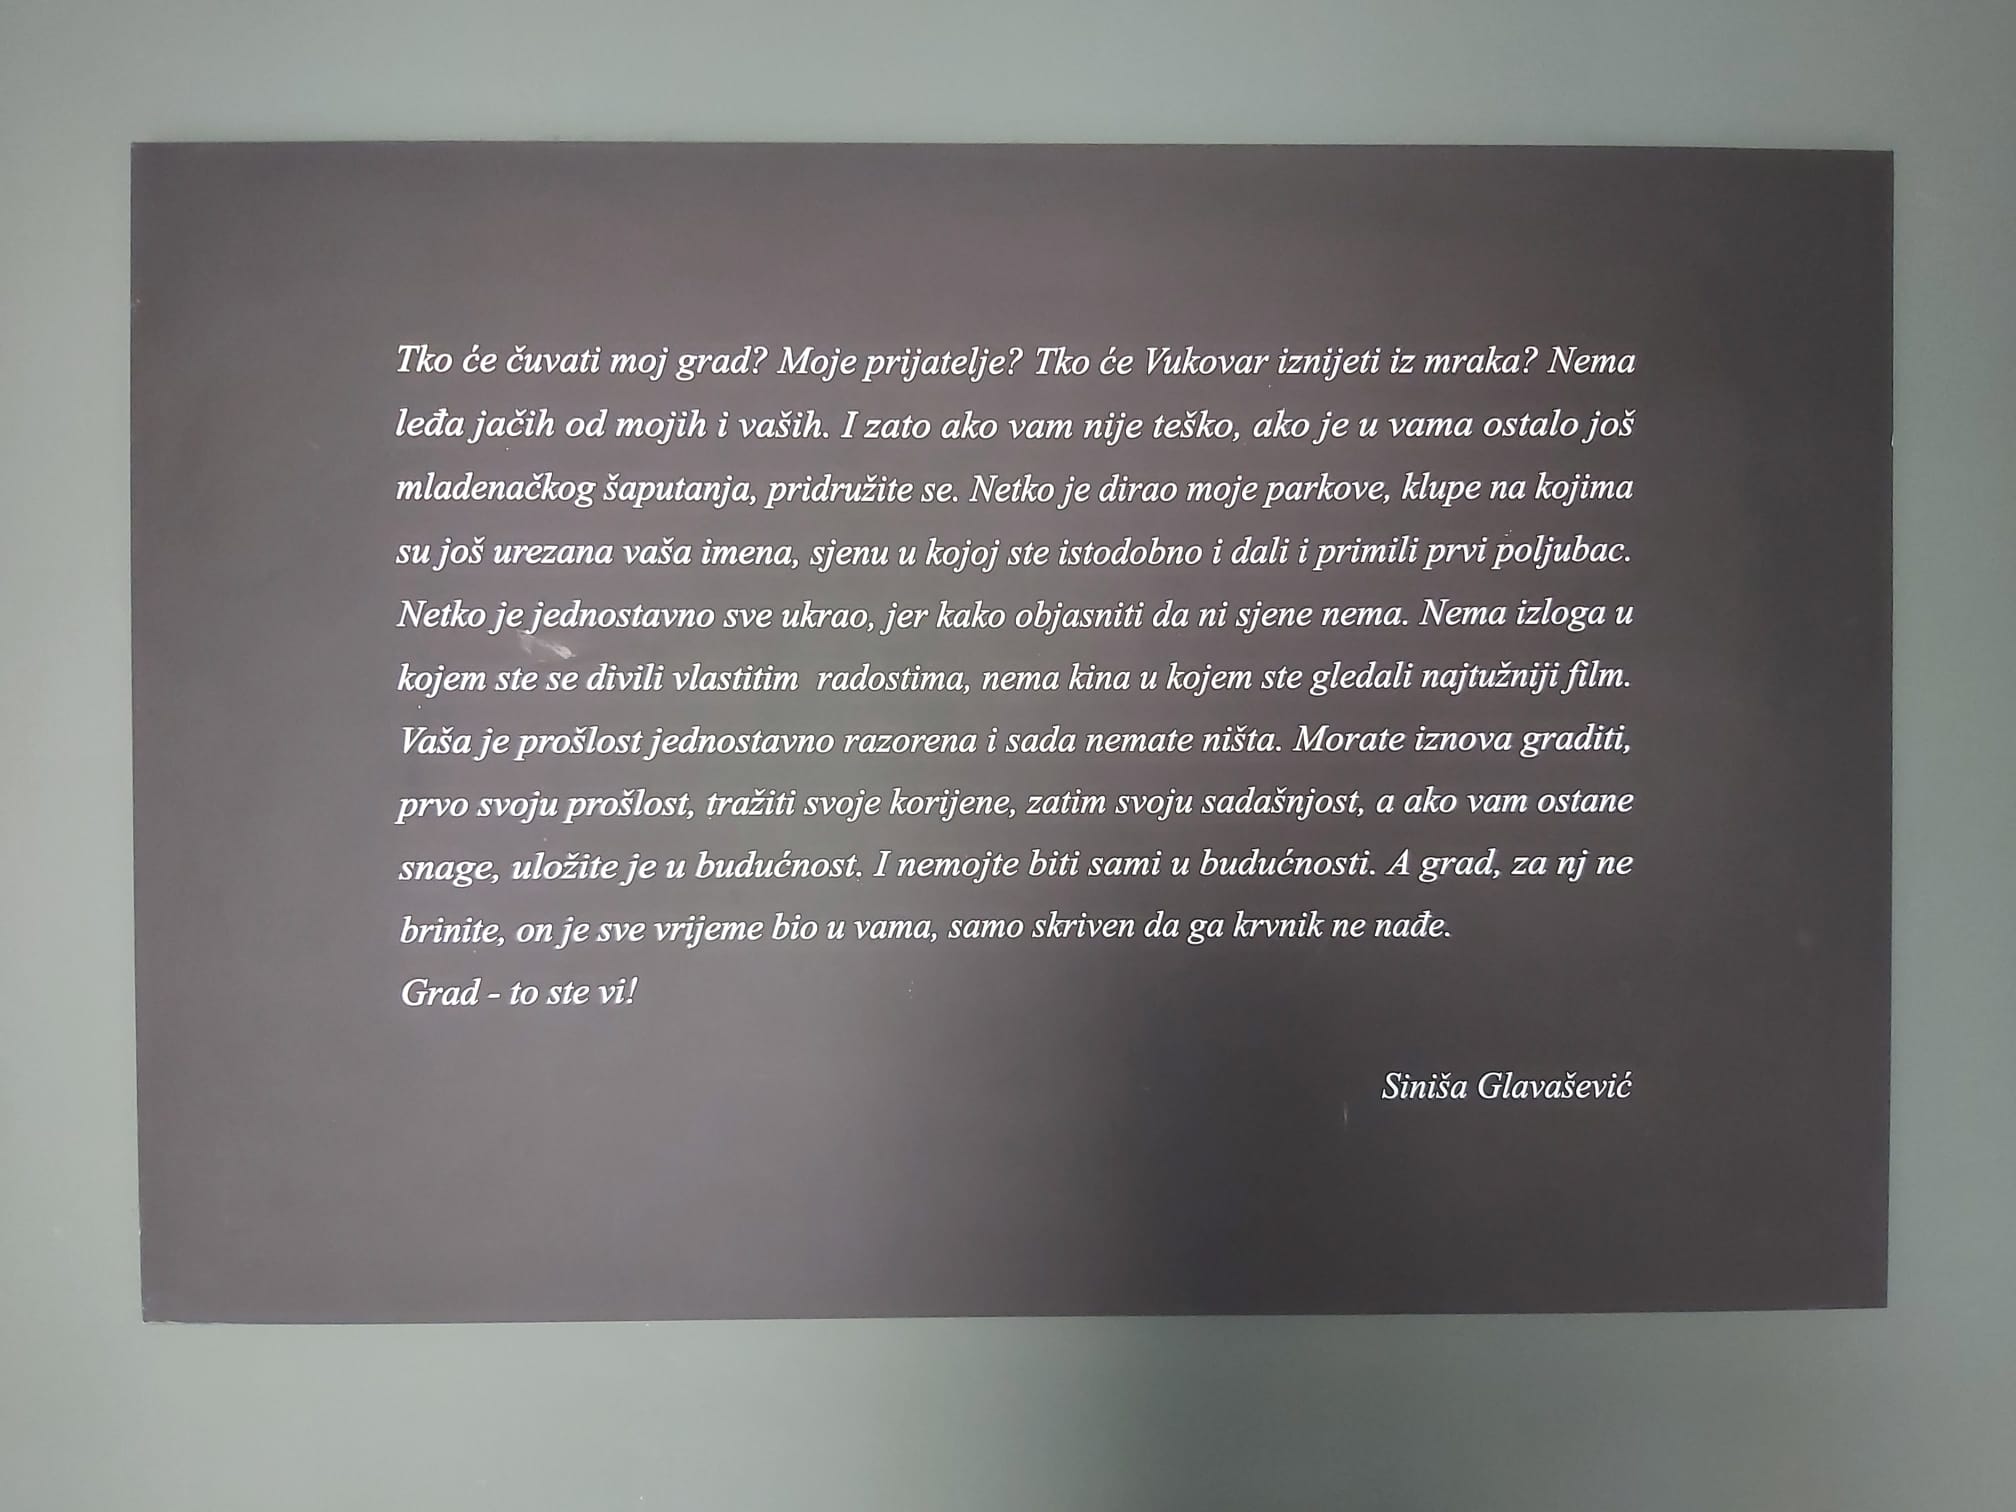 Tko će čuvati moj grad? Moje prijatelje? Tko će Vukovar iznijeti iz mraka? Nema
leđa jačih od mojih i vaših. I zato ako vam nije teško, ako je u vama ostalo još
mladenačkog šaputanja, pridružite se. Netko je dirao moje parkove, klupe na kojima
su još urezana vaša imena, sjenu u kojoj ste istodobno i dali i primili prvi poljubac.
Netko je jednostavno sve ukrao, jer kako objasniti da ni sjene nema. Nema izloga u
kojem ste se divili vlastitim  radostima, nema kina u kojem ste gledali najtužniji film.
Vaša je prošlost jednostavno razorena i sada nemate ništa. Morate iznova graditi,
prvo svoju prošlost, tražiti svoje korijene, zatim svoju sadašnjost, a ako vam ostane
snage, uložite je u budućnost. I nemojte biti sami u budućnosti. A grad, za nj ne
brinite, on je sve vrijeme bio u vama, samo skriven da ga krvnik ne nađe.
Grad - to ste vi!
Siniša Glavašević